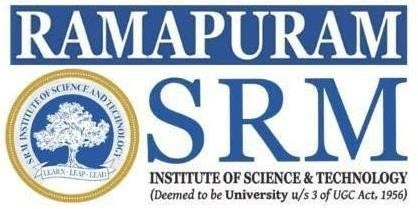 RAMAPURAM
SRM INSTITUTE OF SCIENCE AND TECHNOLOGY
LEARN - LEAP - LEAD
SRM
INSTITUTE OF SCIENCE & TECHNOLOGY
(Deemed to be University u/s 3 of UGC Act, 1956)